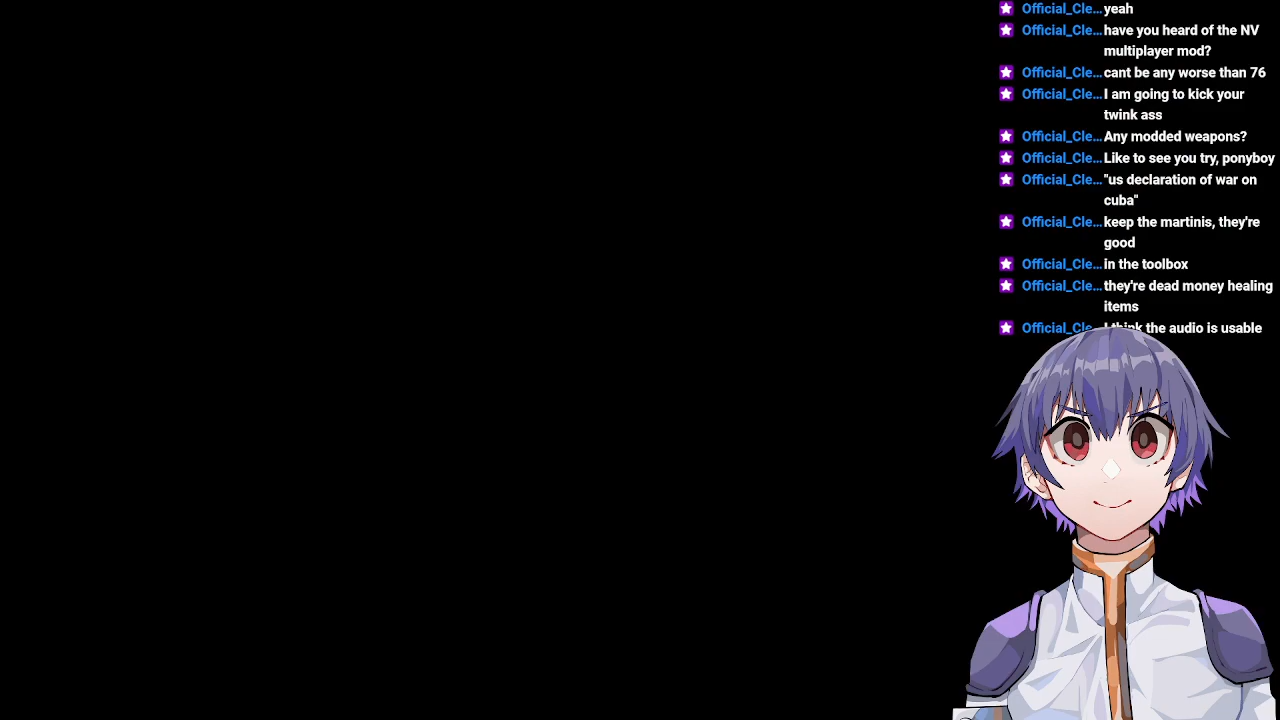 Official_Cle... yeah
Official_Cle... have you heard of the NV
multiplayer mod?
Official_Cle... cant be any worse than 76
Official_Cle... I am going to kick your
twink ass
Official_Cle... Any modded weapons?
Official_Cle... Like to see you try, ponyboy
Official_Cle... "us declaration of war on
cuba"
Official_Cle... keep the martinis, they're
good
Official_Cle... in the toolbox
Official_Cle... they're dead money healing
items
Official_Cle... I think the audio is usable